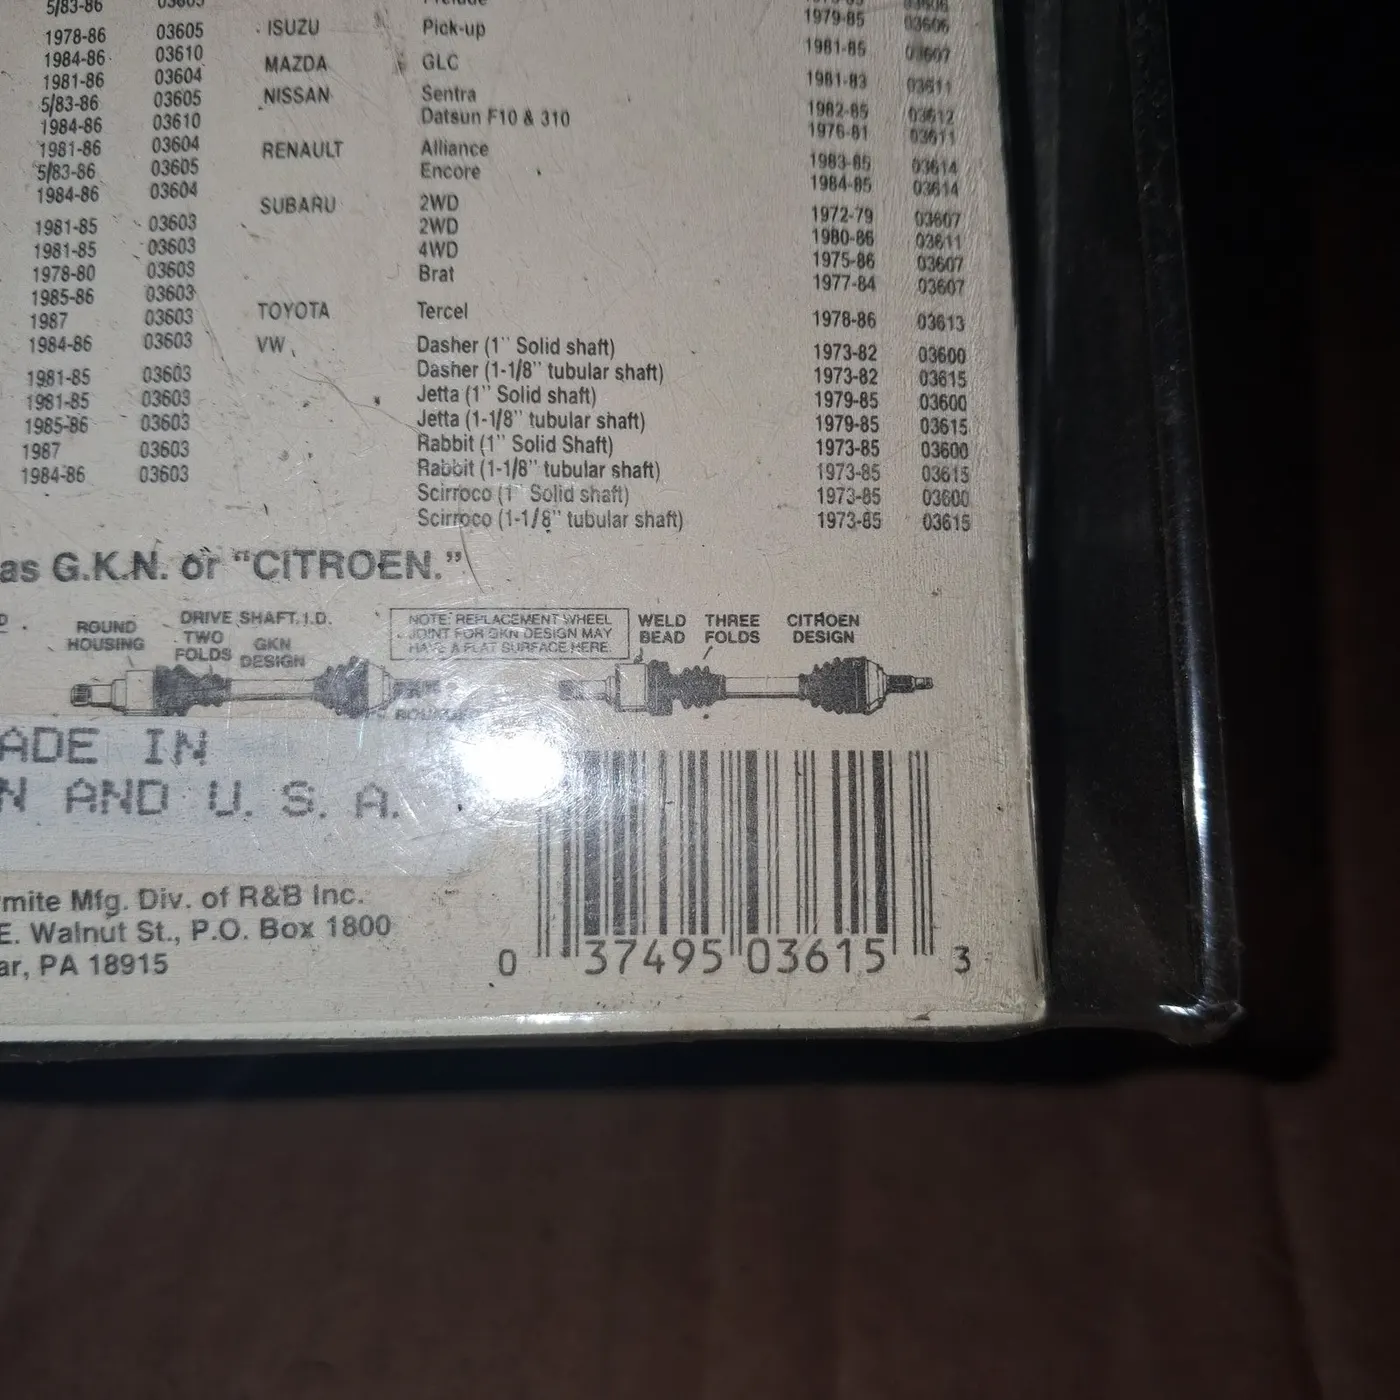 5/83-86 03605
1978-86 03605
1984-86 03610
1981-86 03604
5/83-86 03605
1984-86 03610
1981-86 03604
5/83-86 03605
1984-86 03604
1981-85 03603
1981-85 03603
1978-80 03603
1985-86 03603
1987 03603
1984-86 03603
1981-85 03603
1981-85 03603
1985-86 03603
1987 03603
1984-86 03603
Prelude
1979-85 03606
ISUZU Pick-up 1981-85 03607
MAZDA GLC 1981-83 03611
NISSAN Sentra 1982-85 03612
Datsun F10 & 310 1976-81 03611
RENAULT Alliance 1983-85 03614
Encore 1984-85 03614
SUBARU 2WD 1972-79 03607
2WD 1980-86 03611
4WD 1975-86 03607
Brat 1977-84 03607
TOYOTA Tercel 1978-86 03613
VW Dasher (1" Solid shaft) 1973-82 03600
Dasher (1-1/8" tubular shaft) 1973-82 03615
Jetta (1" Solid shaft) 1979-85 03600
Jetta (1-1/8" tubular shaft) 1979-85 03615
Rabbit (1" Solid Shaft) 1973-85 03600
Rabbit (1-1/8" tubular shaft) 1973-85 03615
Scirroco (1" Solid shaft) 1973-85 03600
Scirroco (1-1/8" tubular shaft) 1973-85 03615
as G.K.N. or "CITROEN."
DRIVE SHAFT I.D.
ROUND
HOUSING
TWO
FOLDS
GKN
DESIGN
NOTE: REPLACEMENT WHEEL
JOINT FOR GKN DESIGN MAY
HAVE A FLAT SURFACE HERE.
WELD
BEAD
THREE
FOLDS
CITROEN
DESIGN
ADE IN
N AND U.S.A.
mite Mfg. Div. of R&B Inc.
E. Walnut St., P.O. Box 1800
ar, PA 18915
0 37495 03615 3